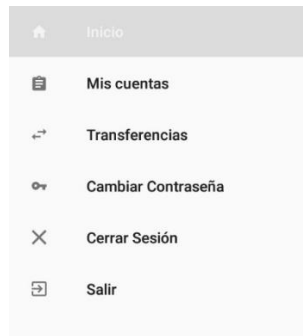 Inicio
Mis cuentas
Transferencias
Cambiar Contraseña
Cerrar Sesión
Salir